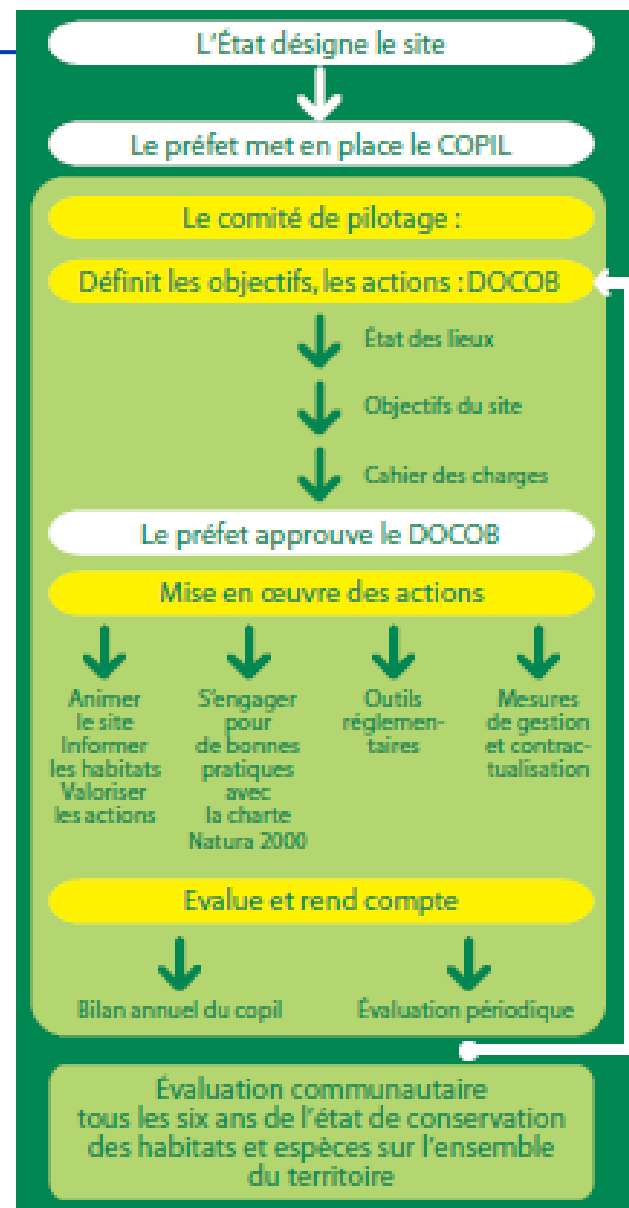 L'État désigne le site
Le préfet met en place le COPIL
Le comité de pilotage :
Définit les objectifs, les actions : DOCOB
État des lieux
Objectifs du site
Cahier des charges
Le préfet approuve le DOCOB
Mise en œuvre des actions
Animer
le site
Informer
les habitats
Valoriser
les actions
S'engager
pour
de bonnes
pratiques
avec
la charte
Natura 2000
Outils
réglemen-
taires
Mesures
de gestion
et contrac-
tualisation
Evalue et rend compte
Bilan annuel du copil
Évaluation périodique
Évaluation communautaire
tous les six ans de l'état de conservation
des habitats et espèces sur l'ensemble
du territoire